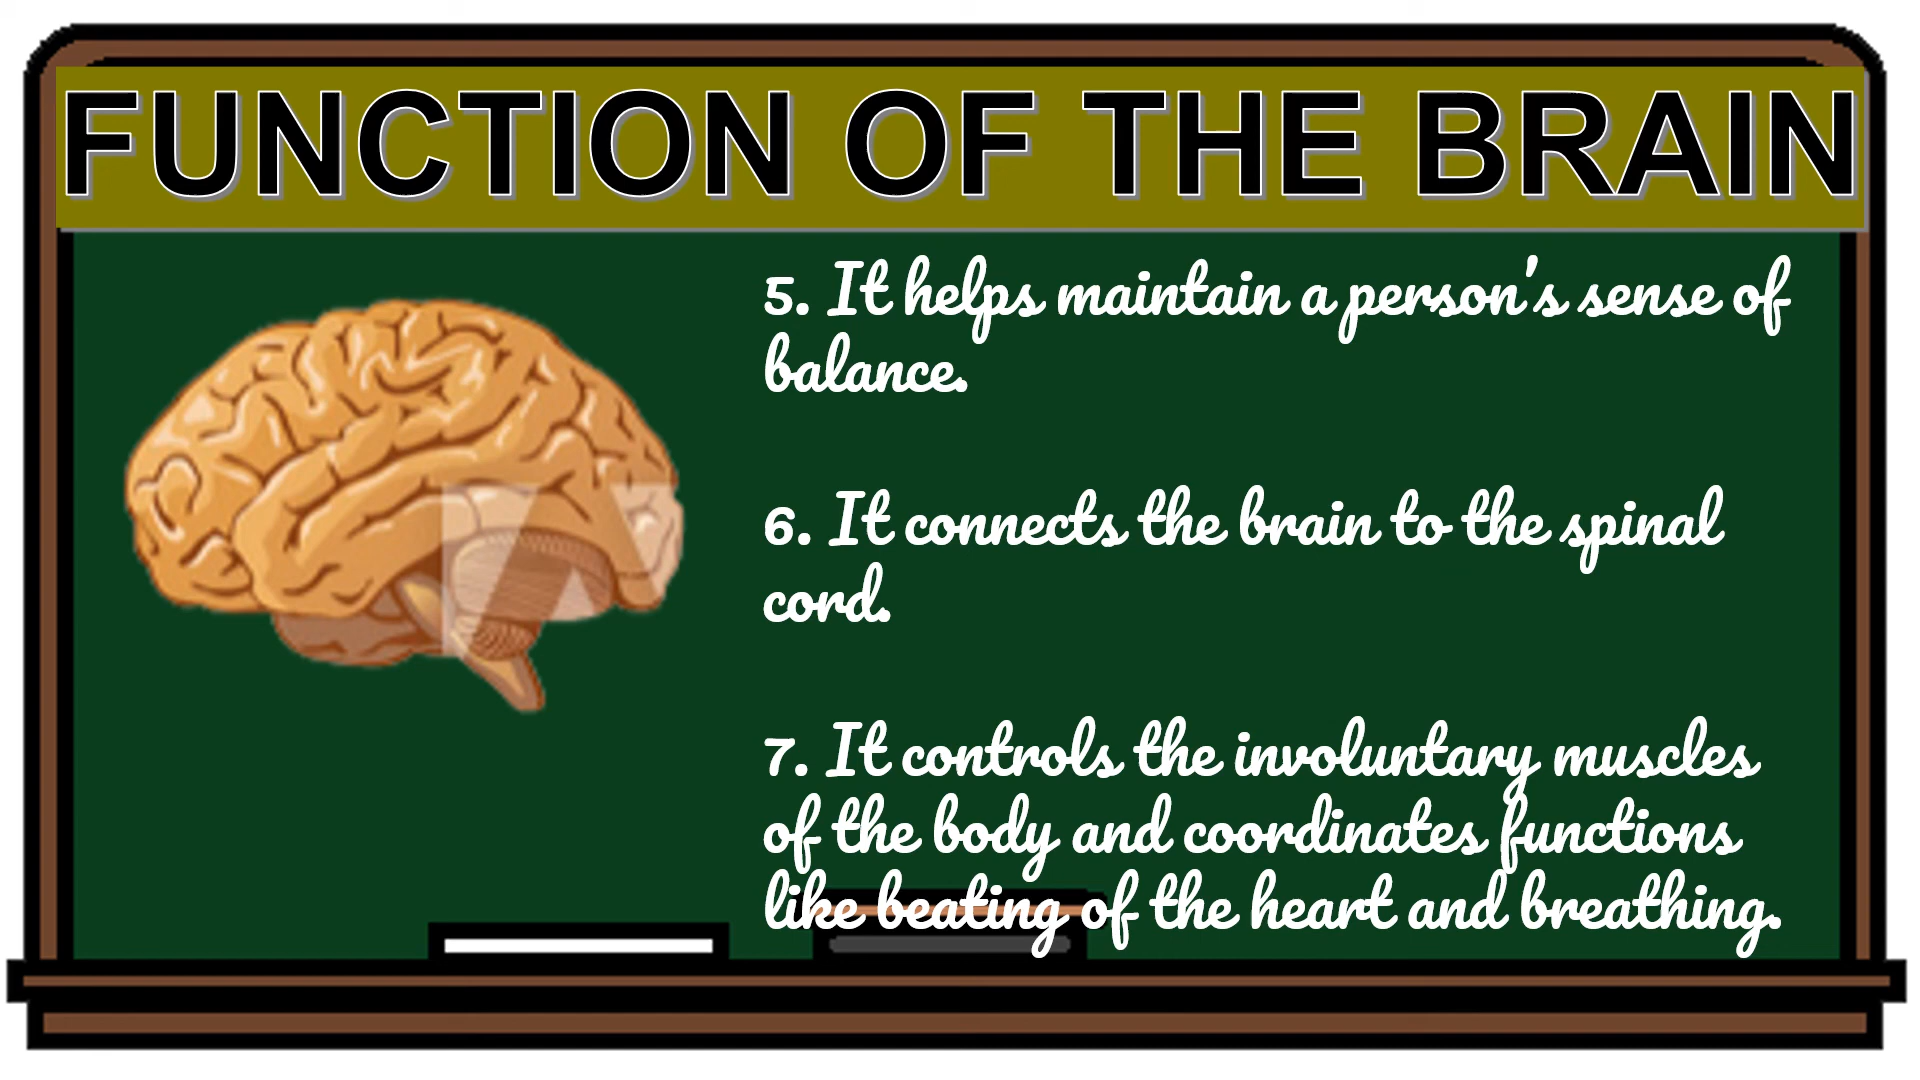 FUNCTION OF THE BRAIN
5. It helps maintain a person's sense of
balance.
6. It connects the brain to the spinal
cord.
7. It controls the involuntary muscles
of the body and coordinates functions
like beating of the heart and breathing.